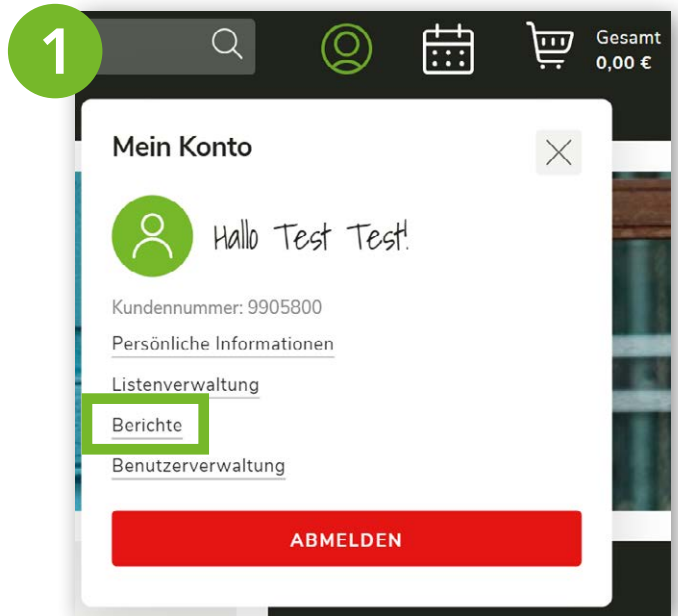 1
Gesamt
0,00 €
Mein Konto
Hallo Test Test!
Kundennummer: 9905800
Persönliche Informationen
Listenverwaltung
Berichte
Benutzerverwaltung
ABMELDEN